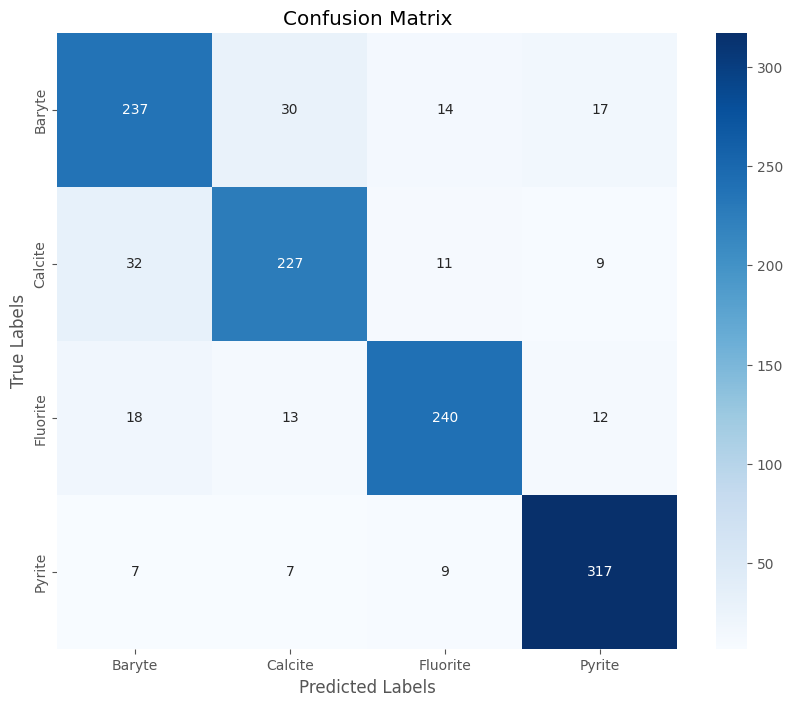 Confusion Matrix
Baryte
237
30
14
17
Calcite
32
227
11
9
Fluorite
18
13
240
12
Pyrite
7
7
9
317
True Labels
Baryte
Calcite
Fluorite
Pyrite
Predicted Labels
300
250
200
150
100
50